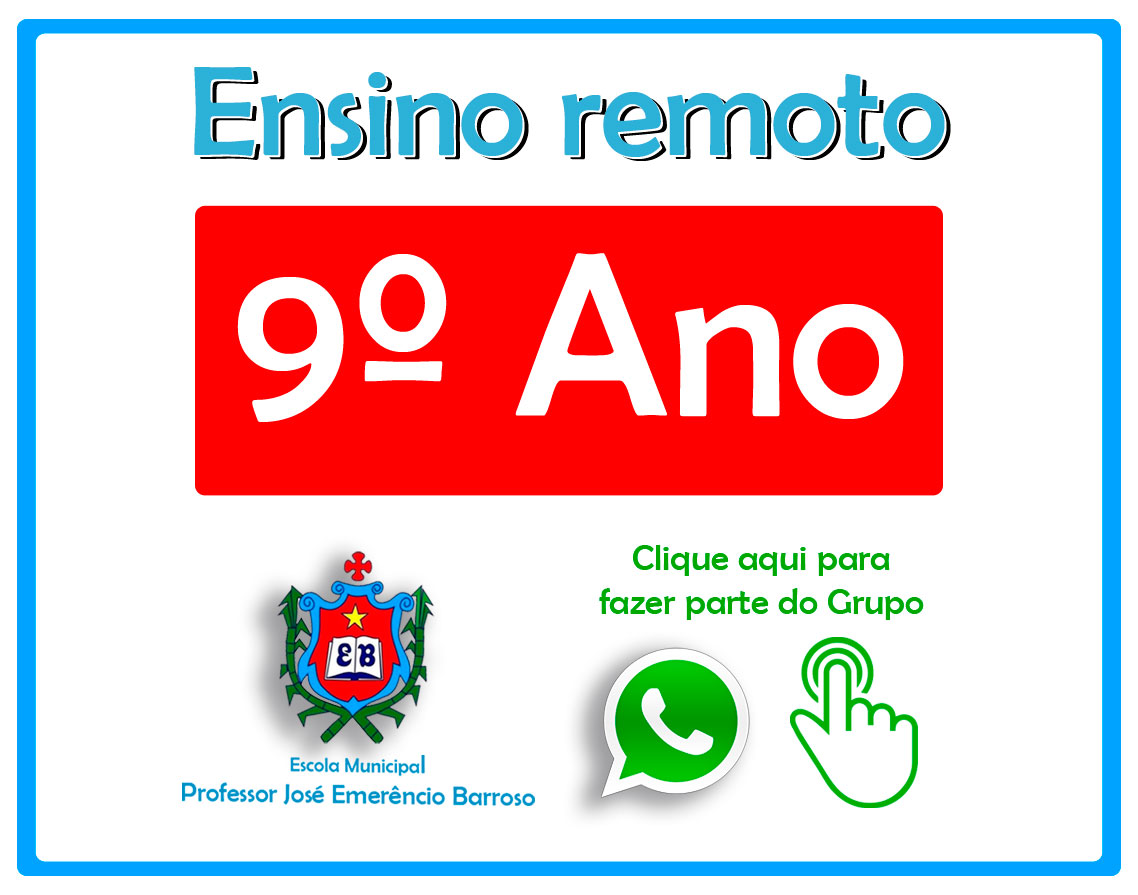 Ensino remoto
9º Ano
Clique aqui para
fazer parte do Grupo
EB
Escola Municipal
Professor José Emerêncio Barroso